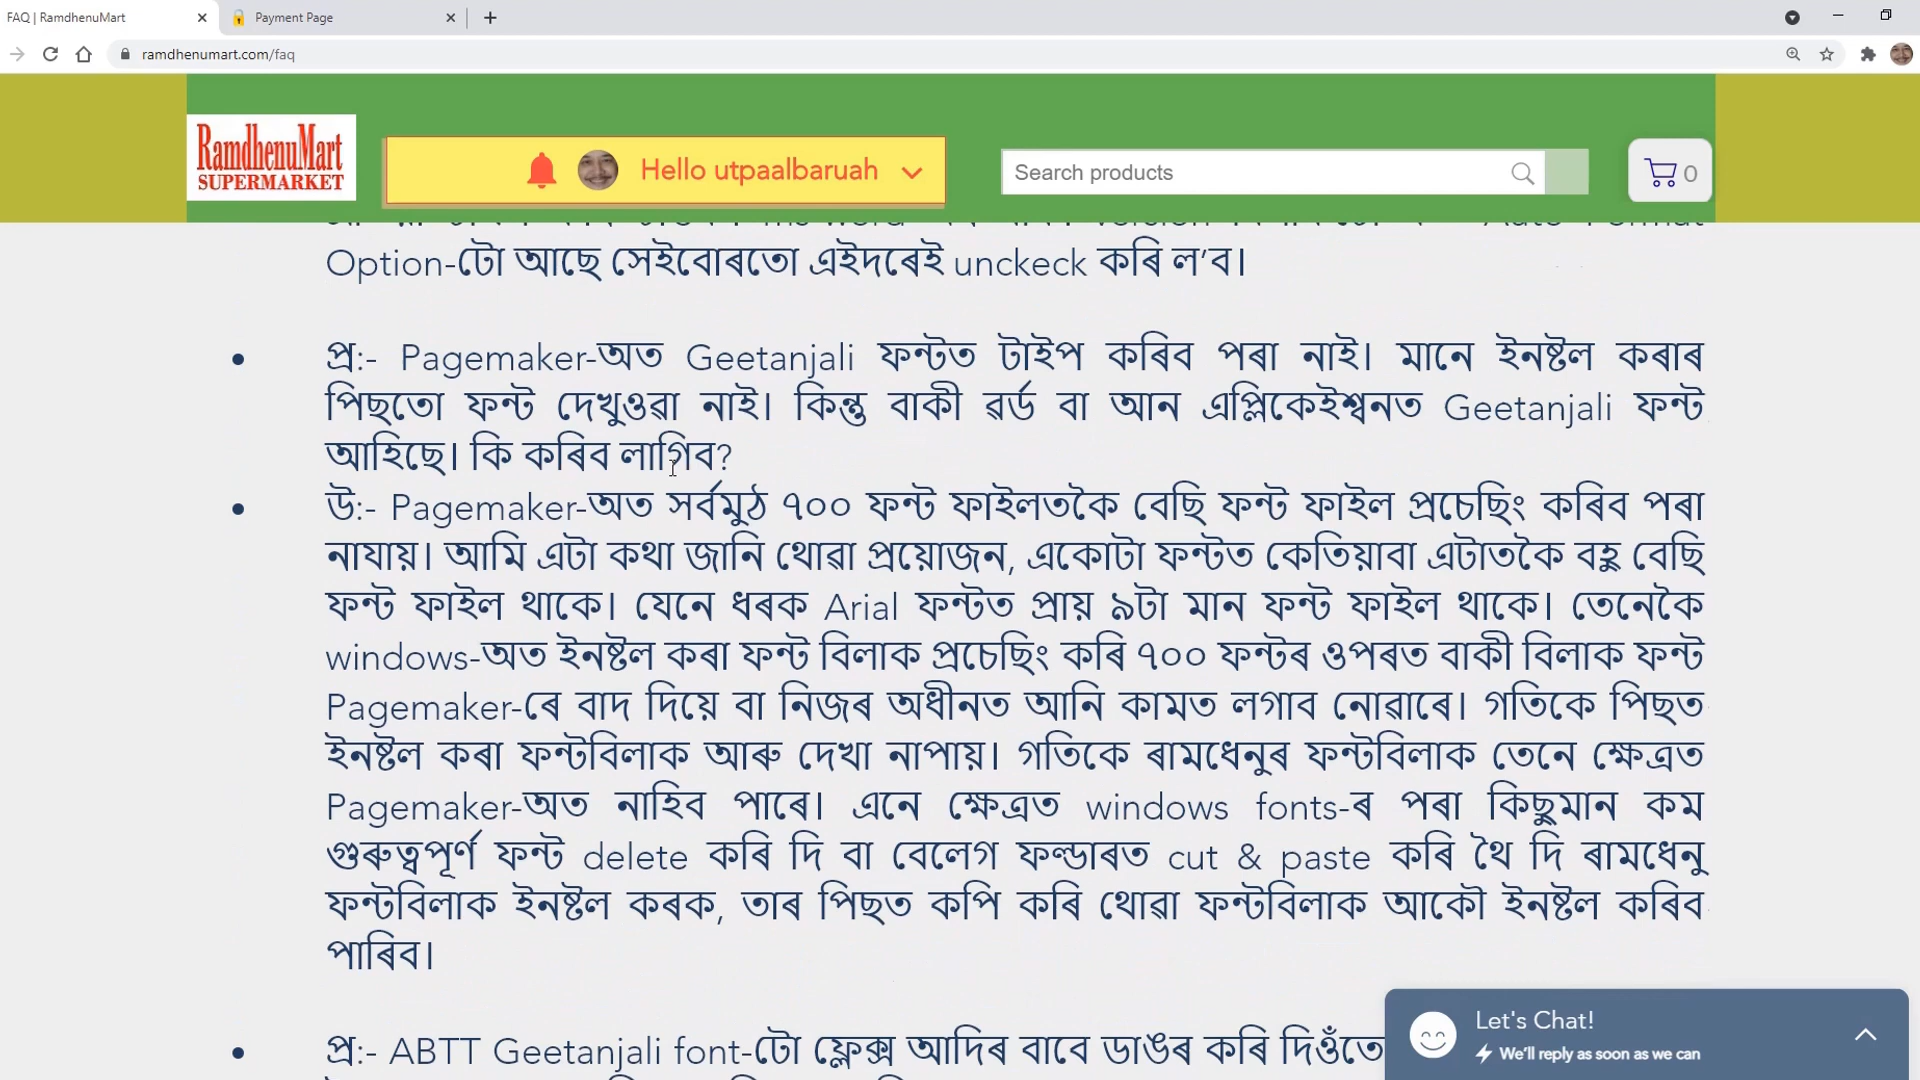 FAQ | RamdhenuMart
Payment Page
ramdhenumart.com/faq
RamdhenuMart
SUPERMARKET
Hello utpaalbaruah
Search products
0
Option-টো আছে সেইবোৰতো এইদৰেই unckeck কৰি ল’ব।
প্ৰ:- Pagemaker-অত Geetanjali ফন্টত টাইপ কৰিব পৰা নাই। মানে ইনষ্টল কৰাৰ
পিছতো ফন্ট দেখুওৱা নাই। কিন্তু বাকী ৱৰ্ড বা আন এপ্লিকেইশ্বনত Geetanjali ফন্ট
আহিছে। কি কৰিব লাগিব?
উ:- Pagemaker-অত সৰ্বমুঠ ৭০০ ফন্ট ফাইলতকৈ বেছি ফন্ট ফাইল প্ৰচেছিং কৰিব পৰা
নাযায়। আমি এটা কথা জানি থোৱা প্ৰয়োজন, একোটা ফন্টত কেতিয়াবা এটাতকৈ বহু বেছি
ফন্ট ফাইল থাকে। যেনে ধৰক Arial ফন্টত প্ৰায় ৯টা মান ফন্ট ফাইল থাকে। তেনেকৈ
windows-অত ইনষ্টল কৰা ফন্ট বিলাক প্ৰচেছিং কৰি ৭০০ ফন্টৰ ওপৰত বাকী বিলাক ফন্ট
Pagemaker-ৰে বাদ দিয়ে বা নিজৰ অধীনত আনি কামত লগাব নোৱাৰে। গতিকে পিছত
ইনষ্টল কৰা ফন্টবিলাক আৰু দেখা নাপায়। গতিকে ৰামধেনুৰ ফন্টবিলাক তেনে ক্ষেত্ৰত
Pagemaker-অত নাহিব পাৰে। এনে ক্ষেত্ৰত windows fonts-ৰ পৰা কিছুমান কম
গুৰুত্বপূৰ্ণ ফন্ট delete কৰি দি বা বেলেগ ফল্ডাৰত cut & paste কৰি থৈ দি ৰামধেনু
ফন্টবিলাক ইনষ্টল কৰক, তাৰ পিছত কপি কৰি থোৱা ফন্টবিলাক আকৌ ইনষ্টল কৰিব
পাৰিব।
প্ৰ:- ABTT Geetanjali font-টো ফ্লেক্স আদিৰ বাবে ডাঙৰ কৰি দিওঁতে
Let's Chat!
We'll reply as soon as we can